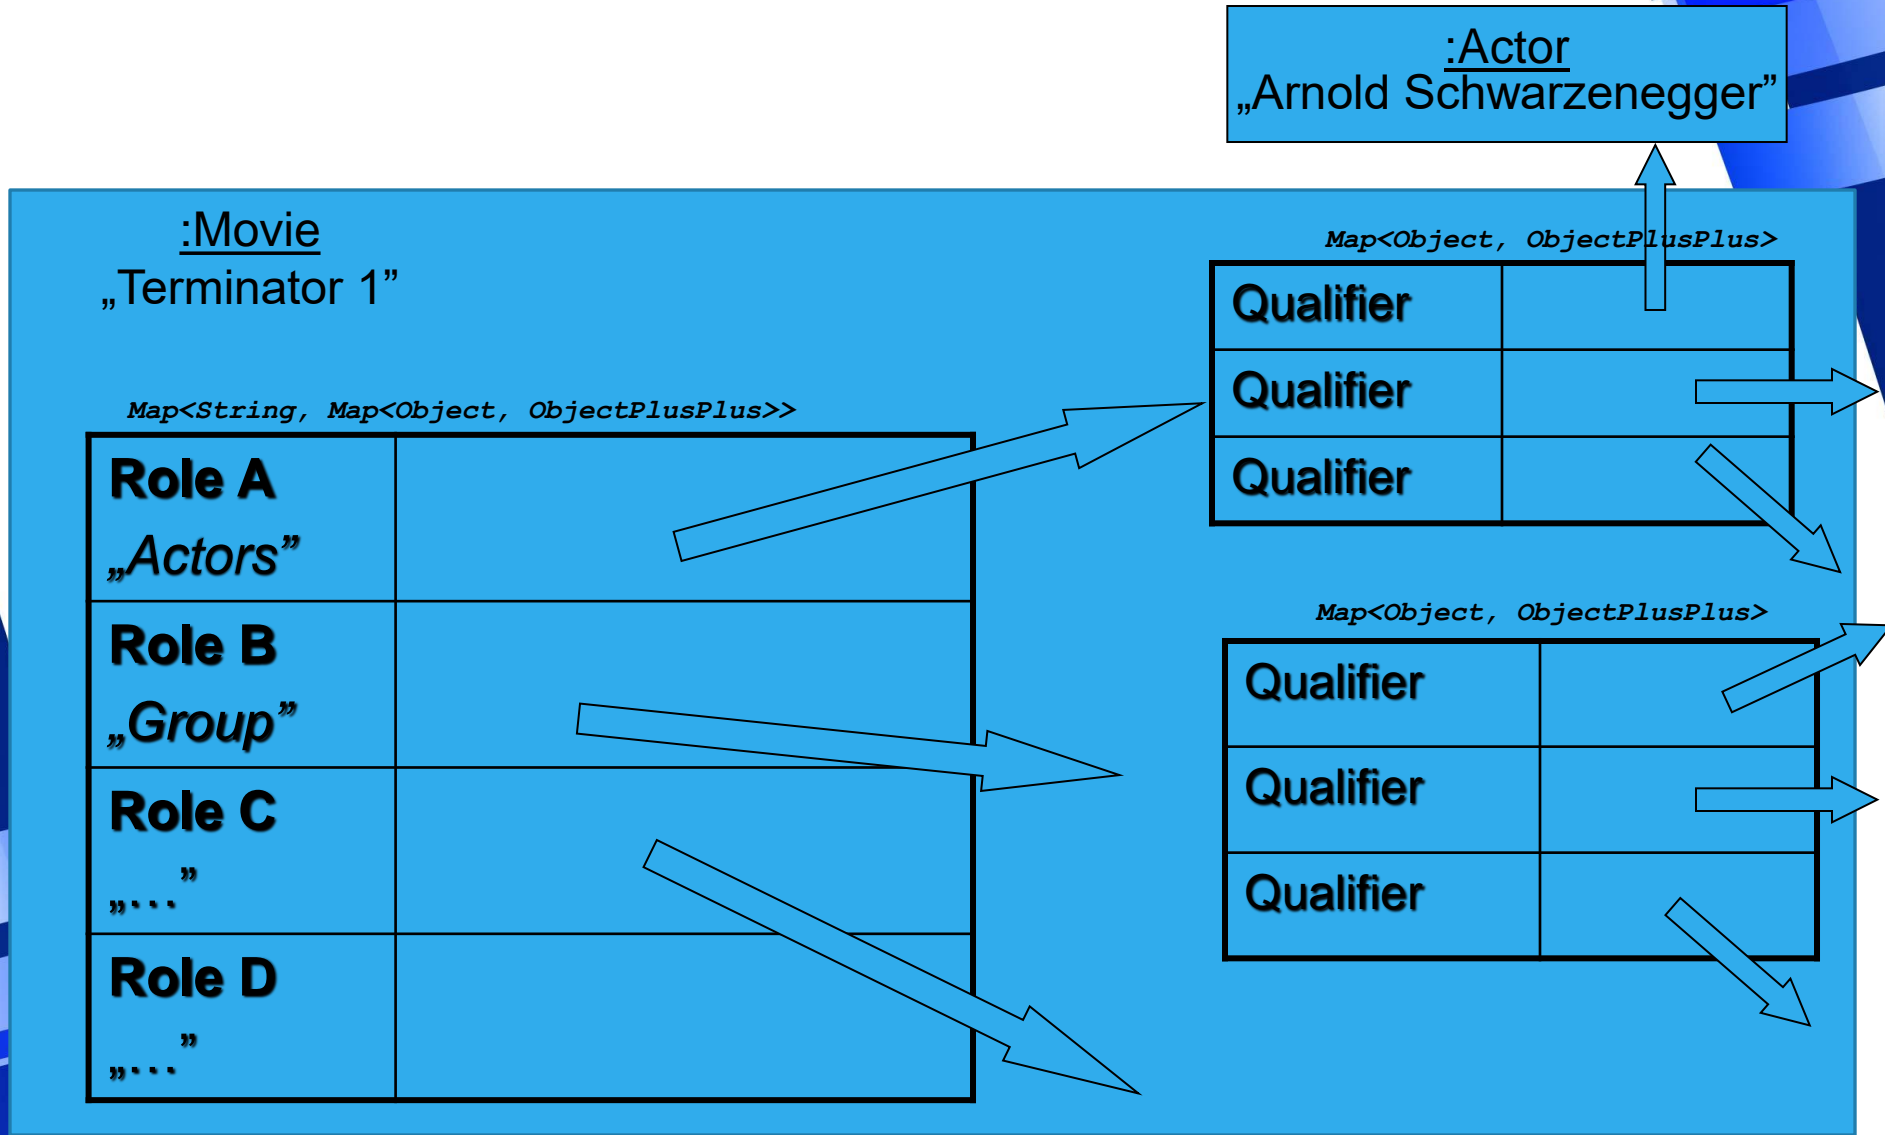 :Actor
„Arnold Schwarzenegger”
:Movie
„Terminator 1”
Map<String, Map<Object, ObjectPlusPlus>>
Role A
„Actors”
Role B
„Group”
Role C
„…”
Role D
„…”
Map<Object, ObjectPlusPlus>
Qualifier
Qualifier
Qualifier
Map<Object, ObjectPlusPlus>
Qualifier
Qualifier
Qualifier